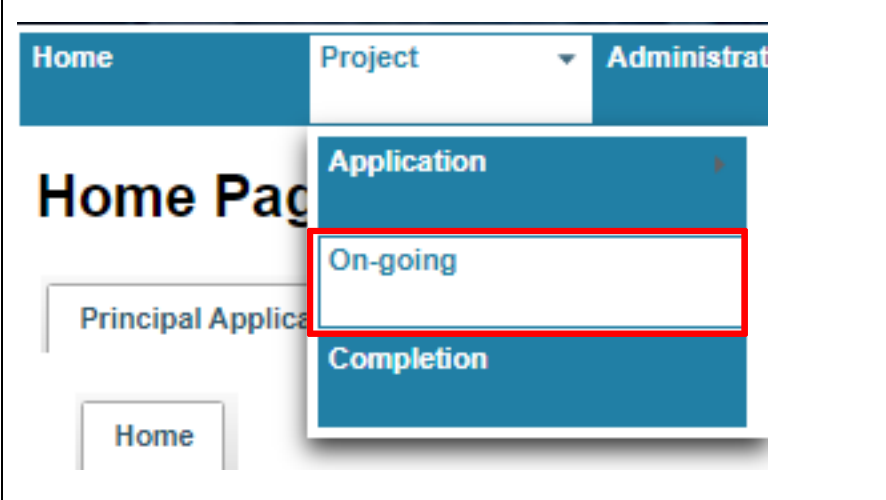 Home Project Administrat
Application
Home Pag
On-going
Principal Applica
Completion
Home